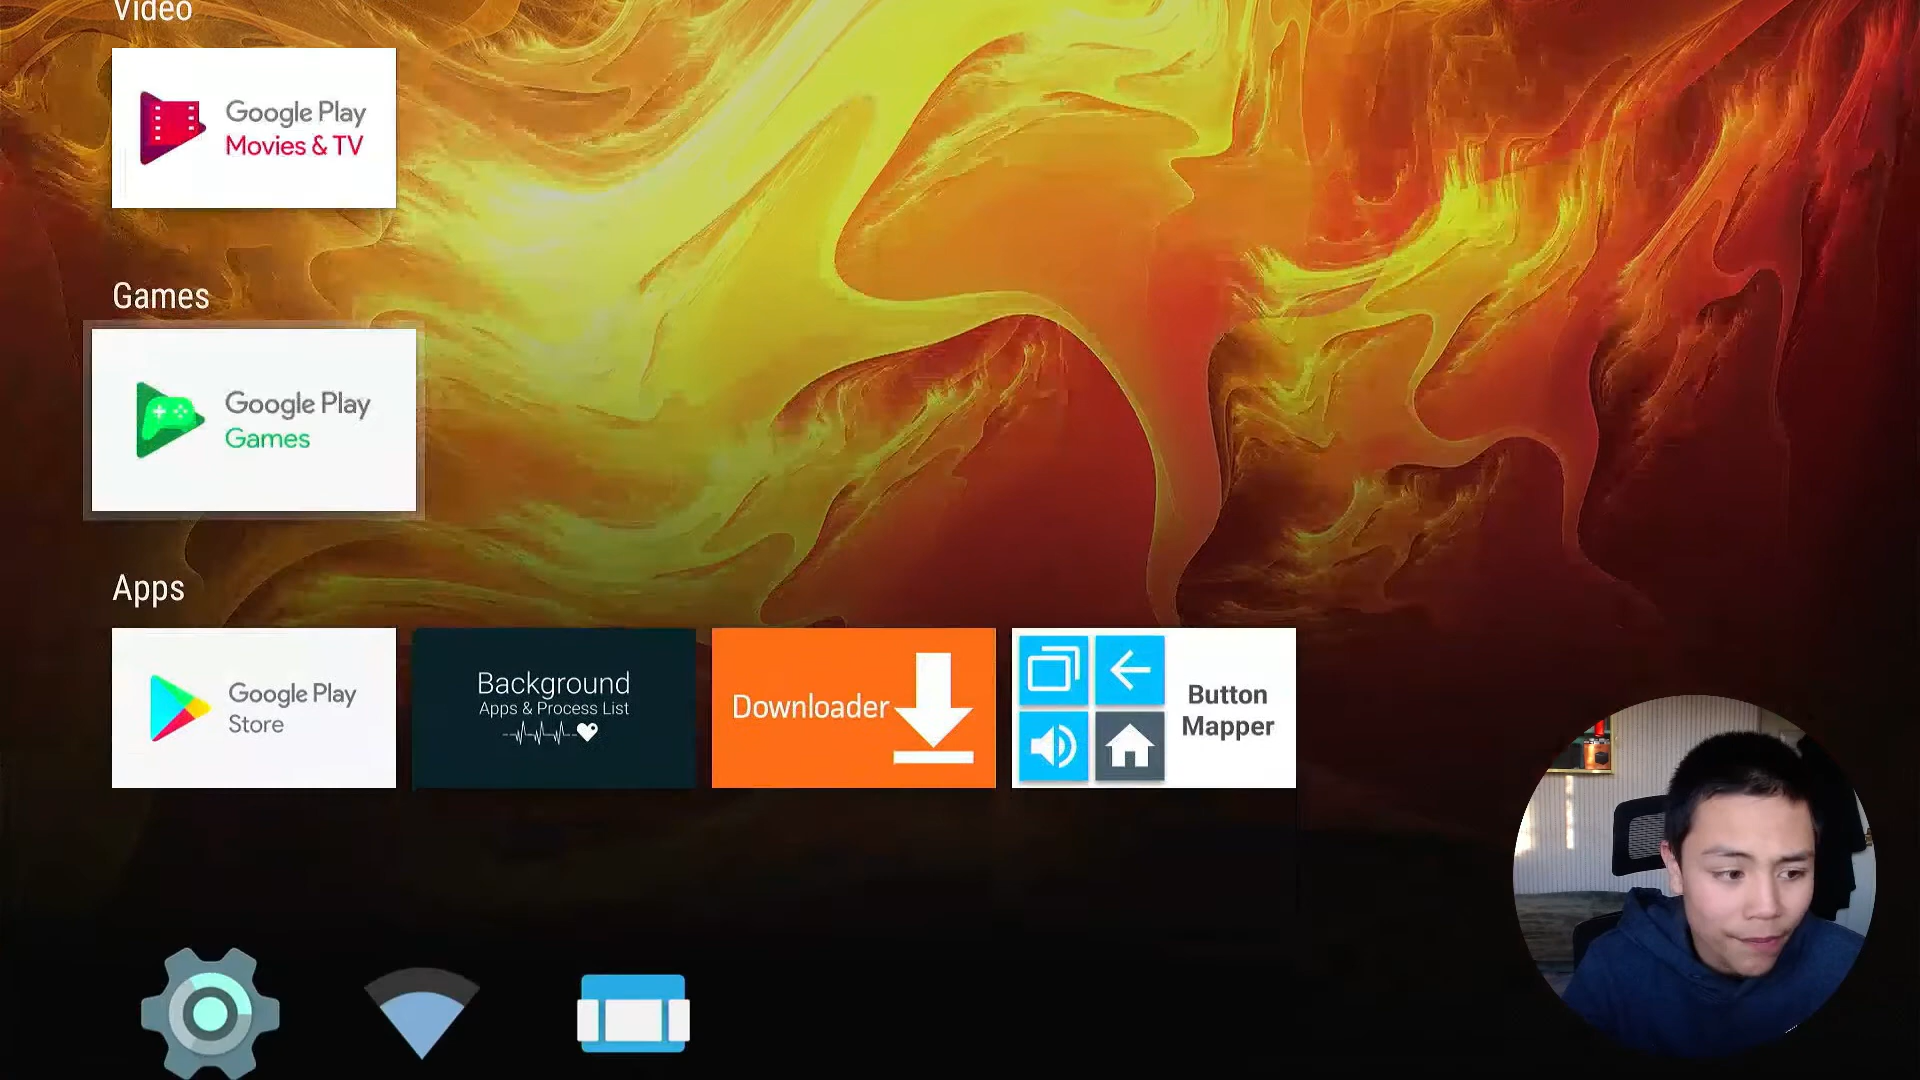 Video
Google Play
Movies & TV
Games
Google Play
Games
Apps
Google Play
Store
Background
Apps & Process List
Downloader
Button
Mapper